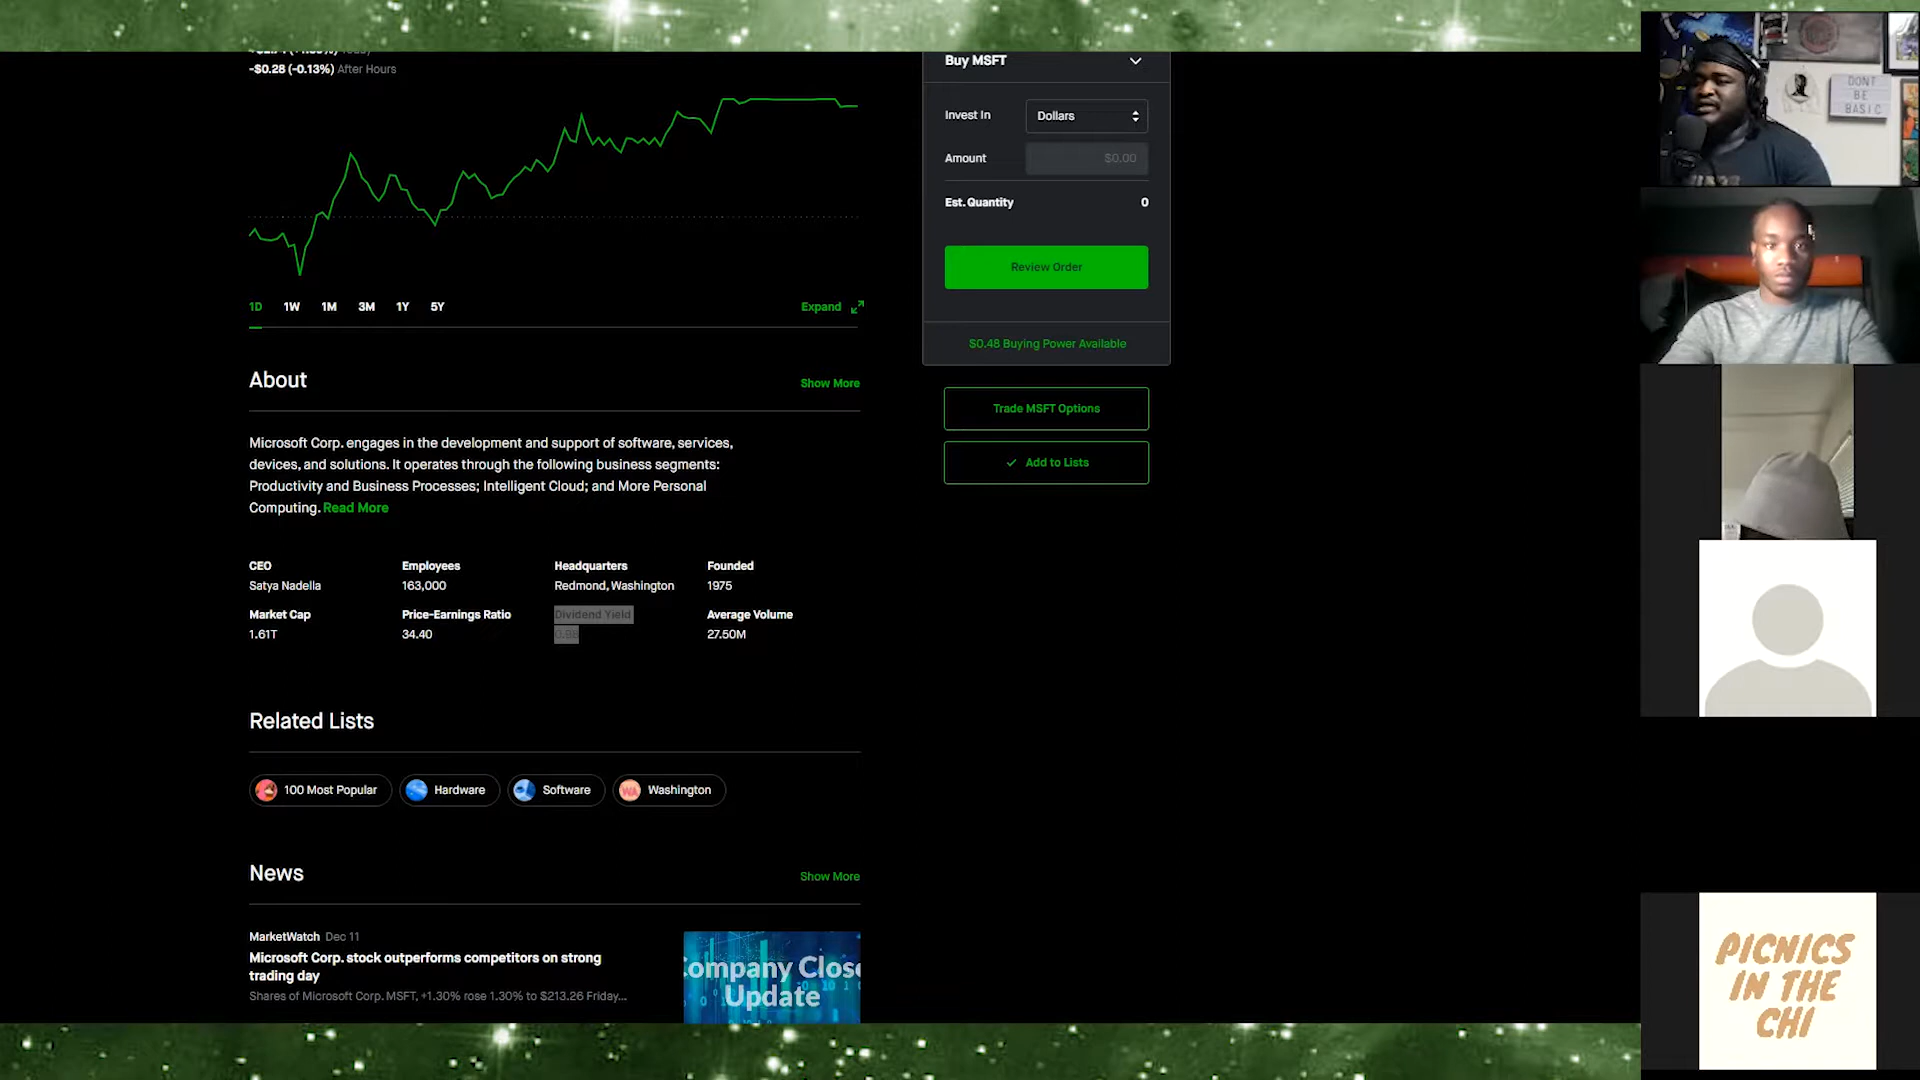 -$0.28 (-0.13%) After Hours
1D 1W 1M 3M 1Y 5Y Expand
About Show More
Microsoft Corp. engages in the development and support of software, services,
devices, and solutions. It operates through the following business segments:
Productivity and Business Processes; Intelligent Cloud; and More Personal
Computing. Read More
CEO Employees Headquarters Founded
Satya Nadella 163,000 Redmond, Washington 1975
Market Cap Price-Earnings Ratio Dividend Yield Average Volume
1.61T 34.40 27.50M
Related Lists
100 Most Popular Hardware Software WA Washington
News Show More
MarketWatch Dec 11
Microsoft Corp. stock outperforms competitors on strong
trading day
Shares of Microsoft Corp. MSFT, +1.30% rose 1.30% to $213.26 Friday...
Company Close
Update
Buy MSFT
Invest In Dollars
Amount $0.00
Est. Quantity 0
Review Order
$0.48 Buying Power Available
Trade MSFT Options
Add to Lists
DONT
BE
BASIC
PICNICS
IN THE
CHI